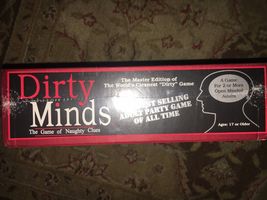 Dirty
Minds
The Game of Naughty Clues
The Master Edition of
The World's Cleanest "Dirty" Game
BEST SELLING
ADULT PARTY GAME
OF ALL TIME
A Game
For 2 or More
Open Minded
Adults
Ages: 17 or Older